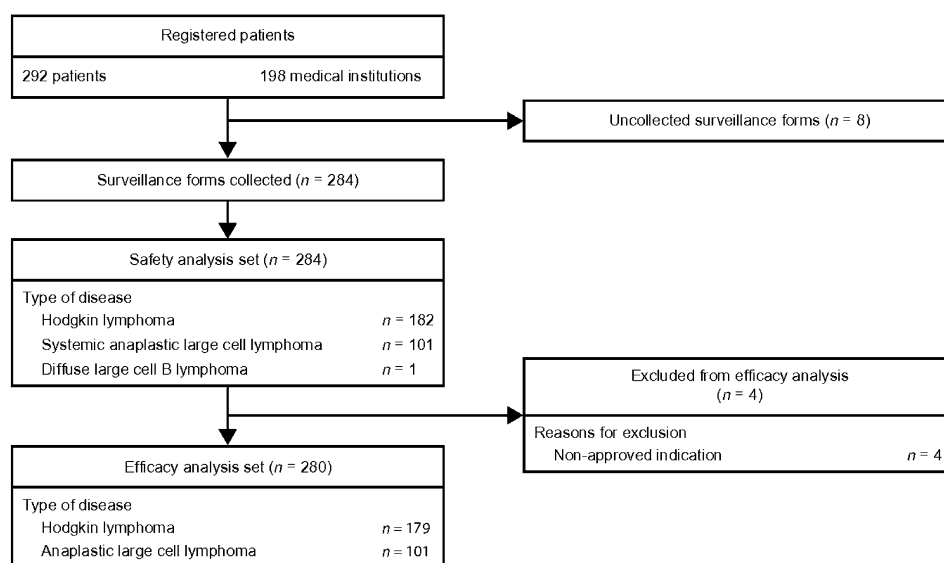 Registered patients
292 patients 198 medical institutions
Uncollected surveillance forms (n = 8)
Surveillance forms collected (n = 284)
Safety analysis set (n = 284)
Type of disease
Hodgkin lymphoma n = 182
Systemic anaplastic large cell lymphoma n = 101
Diffuse large cell B lymphoma n = 1
Excluded from efficacy analysis
(n = 4)
Reasons for exclusion
Non-approved indication n = 4
Efficacy analysis set (n = 280)
Type of disease
Hodgkin lymphoma n = 179
Anaplastic large cell lymphoma n = 101